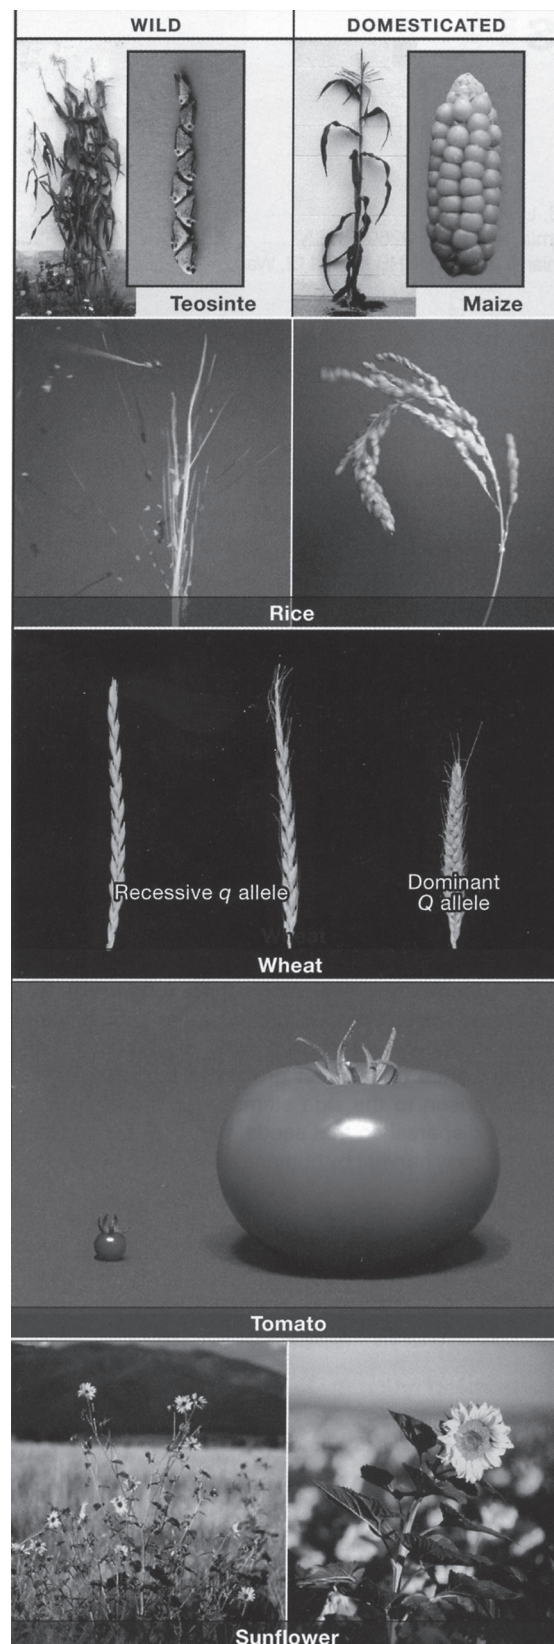 WILD
DOMESTICATED
Teosinte
Maize
Rice
Recessive q allele
Dominant
Q allele
Wheat
Tomato
Sunflower